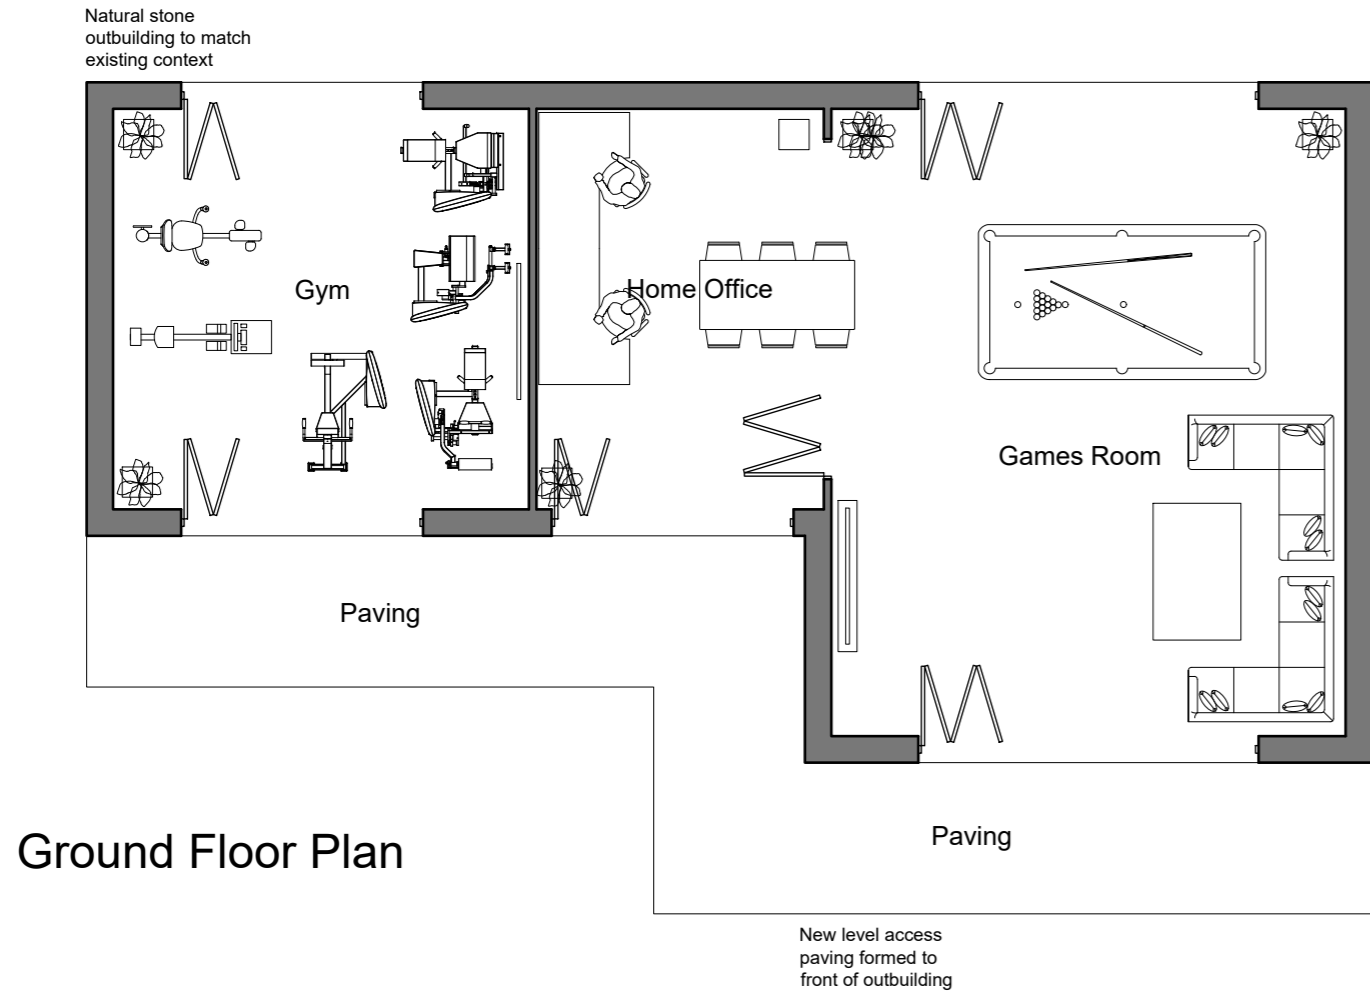 Natural stone
outbuilding to match
existing context
Gym
Home Office
Games Room
Paving
Paving
Ground Floor Plan
New level access
paving formed to
front of outbuilding